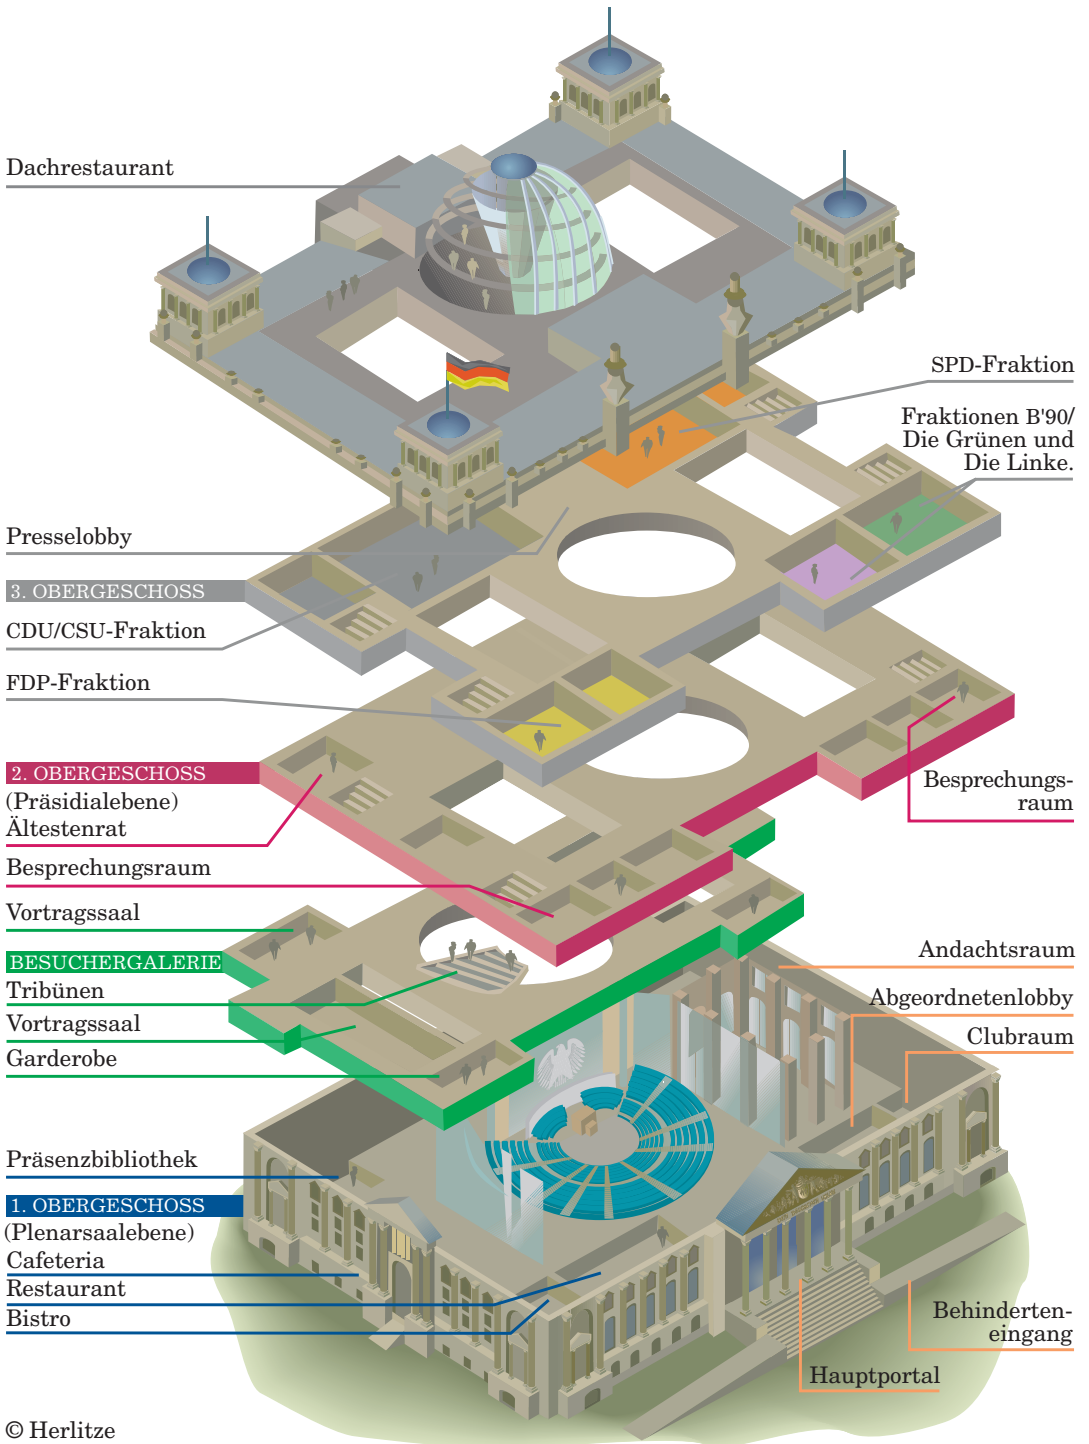 Dachrestaurant
SPD-Fraktion
Fraktionen B'90/
Die Grünen und
Die Linke.
Presselobby
3. OBERGESCHOSS
CDU/CSU-Fraktion
FDP-Fraktion
2. OBERGESCHOSS
(Präsidialebene)
Ältestenrat
Besprechungs-
raum
Besprechungsraum
Vortragssaal
BESUCHERGALERIE
Tribünen
Vortragssaal
Garderobe
Andachtsraum
Abgeordnetenlobby
Clubraum
Präsenzbibliothek
1. OBERGESCHOSS
(Plenarsaalebene)
Cafeteria
Restaurant
Bistro
Behinderten-
eingang
Hauptportal
© Herlitze